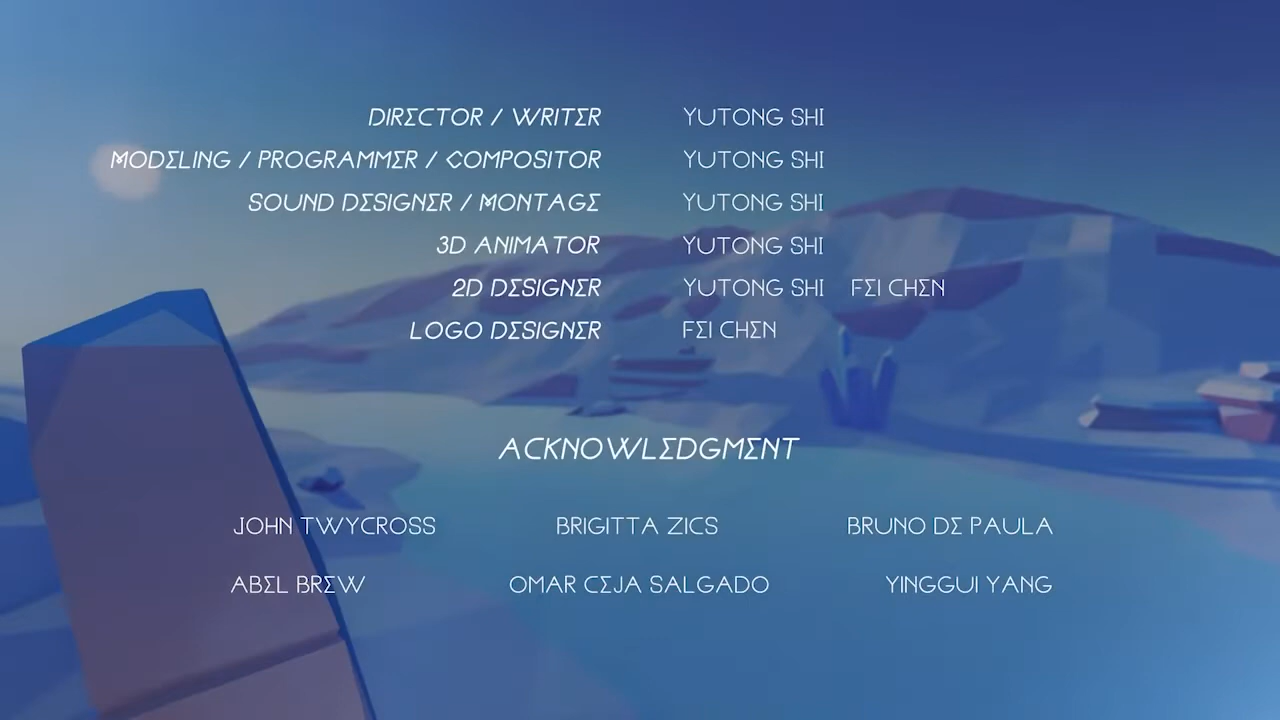 DIRECTOR / WRITER YUTONG SHI
MODELING / PROGRAMMER / COMPOSITOR YUTONG SHI
SOUND DESIGNER / MONTAGE YUTONG SHI
3D ANIMATOR YUTONG SHI
2D DESIGNER YUTONG SHI FEI CHEN
LOGO DESIGNER FEI CHEN
ACKNOWLEDGMENT
JOHN TWYCROSS BRIGITTA ZICS BRUNO DE PAULA
ABEL BREW OMAR CEJA SALGADO YINGGUI YANG